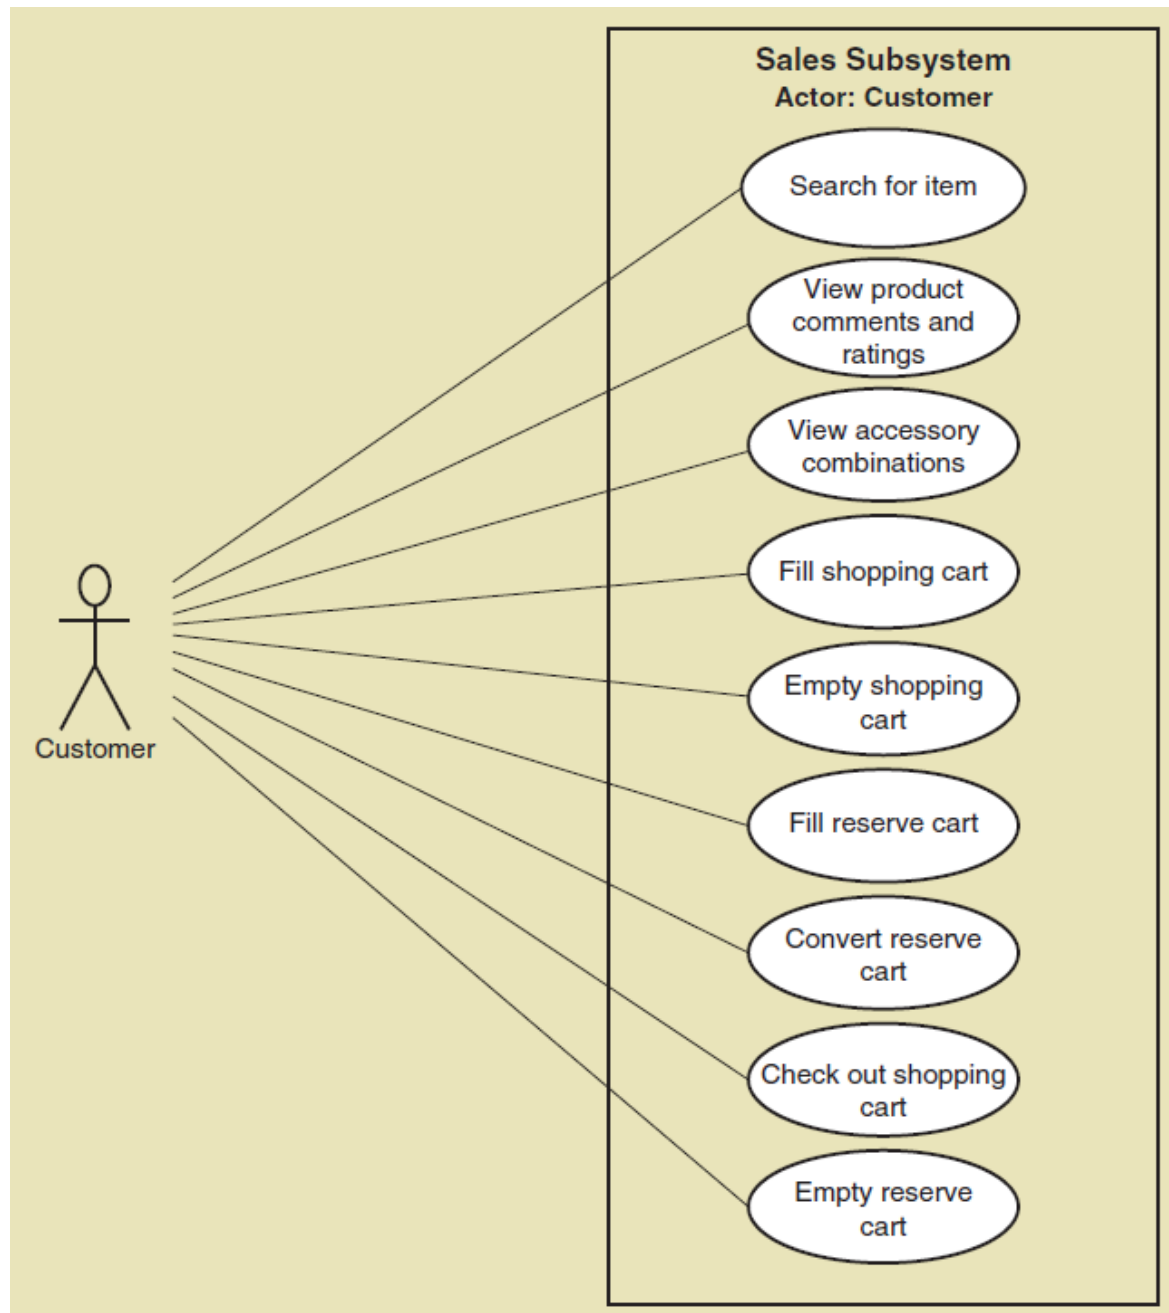 Sales Subsystem
Actor: Customer
Search for item
View product
comments and
ratings
View accessory
combinations
Fill shopping cart
Empty shopping
cart
Customer
Fill reserve cart
Convert reserve
cart
Check out shopping
cart
Empty reserve
cart